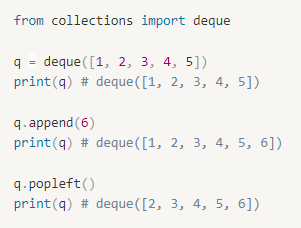 from collections import deque
q = deque([1, 2, 3, 4, 5])
print(q) # deque([1, 2, 3, 4, 5])
q.append(6)
print(q) # deque([1, 2, 3, 4, 5, 6])
q.popleft()
print(q) # deque([2, 3, 4, 5, 6])